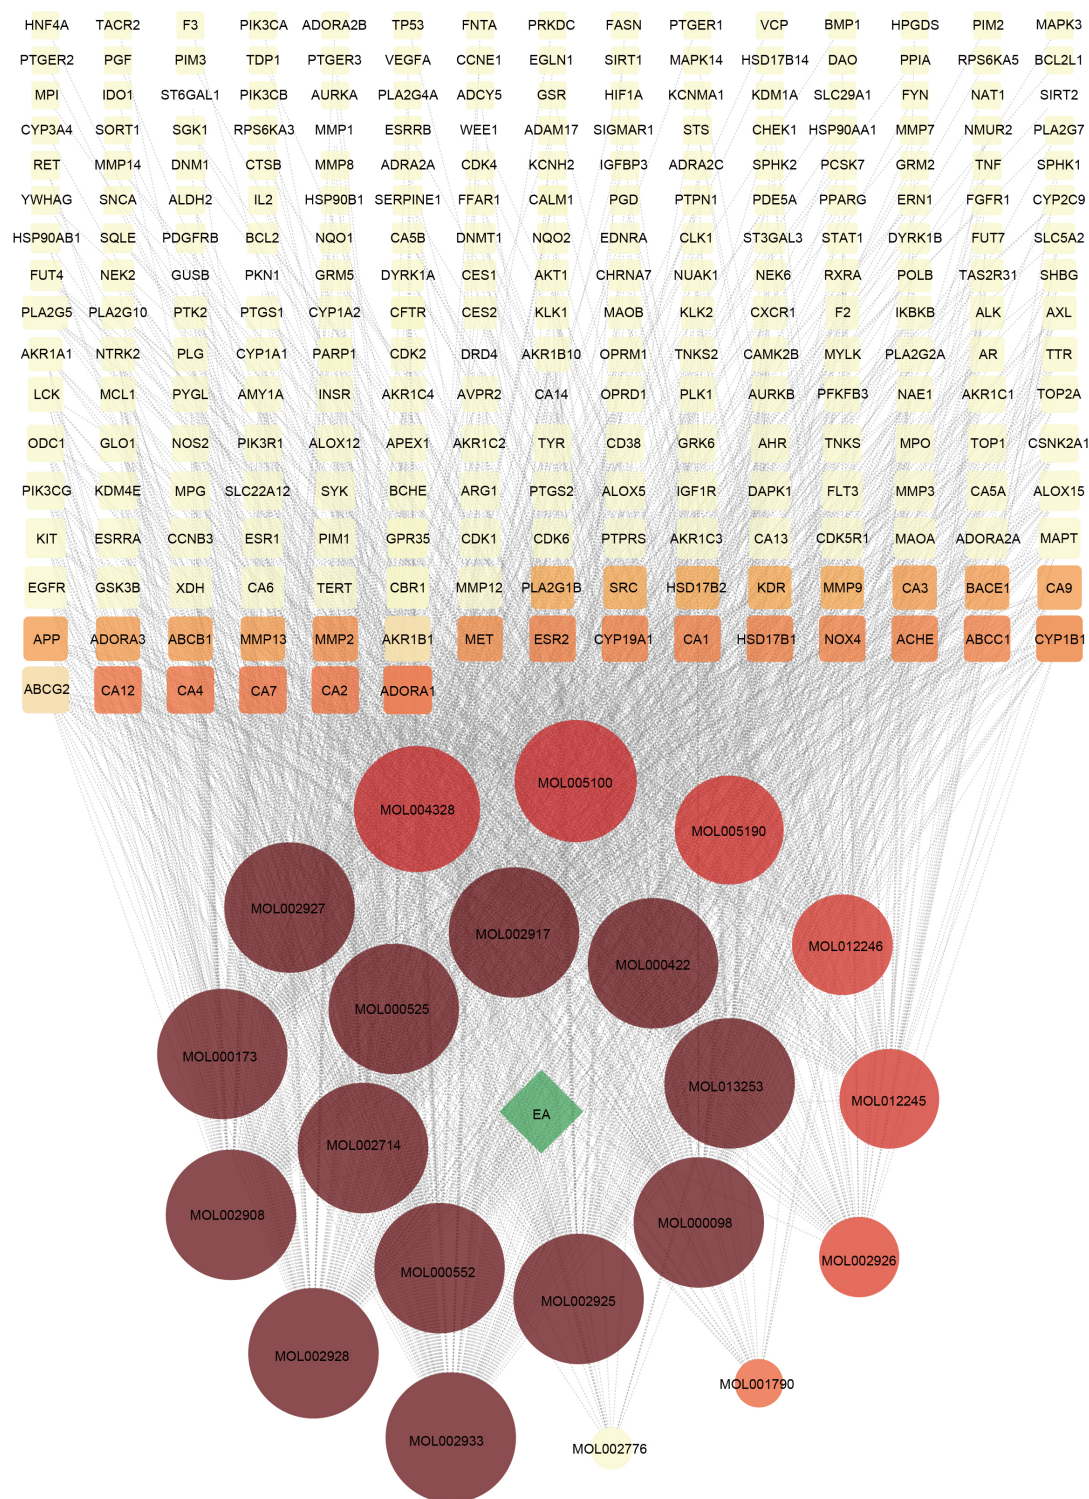 HNF4A TACR2 F3 PIK3CA ADORA2B TP53 FNTA PRKDC FASN PTGER1 VCP BMP1 HPGDS PIM2 MAPK3
PTGER2 PGF PIM3 TDP1 PTGER3 VEGFA CCNE1 EGLN1 SIRT1 MAPK14 HSD17B14 DAO PPIA RPS6KA5 BCL2L1
MPI IDO1 ST6GAL1 PIK3CB AURKA PLA2G4A ADCY5 GSR HIF1A KCNMA1 KDM1A SLC29A1 FYN NAT1 SIRT2
CYP3A4 SORT1 SGK1 RPS6KA3 MMP1 ESRRB WEE1 ADAM17 SIGMAR1 STS CHEK1 HSP90AA1 MMP7 NMUR2 PLA2G7
RET MMP14 DNM1 CTSB MMP8 ADRA2A CDK4 KCNH2 IGFBP3 ADRA2C SPHK2 PCSK7 GRM2 TNF SPHK1
YWHAG SNCA ALDH2 IL2 HSP90B1 SERPINE1 FFAR1 CALM1 PGD PTPN1 PDE5A PPARG ERN1 FGFR1 CYP2C9
HSP90AB1 SQLE PDGFRB BCL2 NQO1 CA5B DNMT1 NQO2 EDNRA CLK1 ST3GAL3 STAT1 DYRK1B FUT7 SLC5A2
FUT4 NEK2 GUSB PKN1 GRM5 DYRK1A CES1 AKT1 CHRNA7 NUAK1 NEK6 RXRA POLB TAS2R31 SHBG
PLA2G5 PLA2G10 PTK2 PTGS1 CYP1A2 CFTR CES2 KLK1 MAOB KLK2 CXCR1 F2 IKBKB ALK AXL
AKR1A1 NTRK2 PLG CYP1A1 PARP1 CDK2 DRD4 AKR1B10 OPRM1 TNKS2 CAMK2B MYLK PLA2G2A AR TTR
LCK MCL1 PYGL AMY1A INSR AKR1C4 AVPR2 CA14 OPRD1 PLK1 AURKB PFKFB3 NAE1 AKR1C1 TOP2A
ODC1 GLO1 NOS2 PIK3R1 ALOX12 APEX1 AKR1C2 TYR CD38 GRK6 AHR TNKS MPO TOP1 CSNK2A1
PIK3CG KDM4E MPG SLC22A12 SYK BCHE ARG1 PTGS2 ALOX5 IGF1R DAPK1 FLT3 MMP3 CA5A ALOX15
KIT ESRRA CCNB3 ESR1 PIM1 GPR35 CDK1 CDK6 PTPRS AKR1C3 CA13 CDK5R1 MAOA ADORA2A MAPT
EGFR GSK3B XDH CA6 TERT CBR1 MMP12 PLA2G1B SRC HSD17B2 KDR MMP9 CA3 BACE1 CA9
APP ADORA3 ABCB1 MMP13 MMP2 AKR1B1 MET ESR2 CYP19A1 CA1 HSD17B1 NOX4 ACHE ABCC1 CYP1B1
ABCG2 CA12 CA4 CA7 CA2 ADORA1
MOL005100
MOL004328
MOL005190
MOL002927
MOL002917
MOL012246
MOL000422
MOL000525
MOL000173
MOL013253
MOL012245
EA
MOL002714
MOL002908
MOL000098
MOL002926
MOL000552
MOL002925
MOL002928
MOL001790
MOL002933
MOL002776